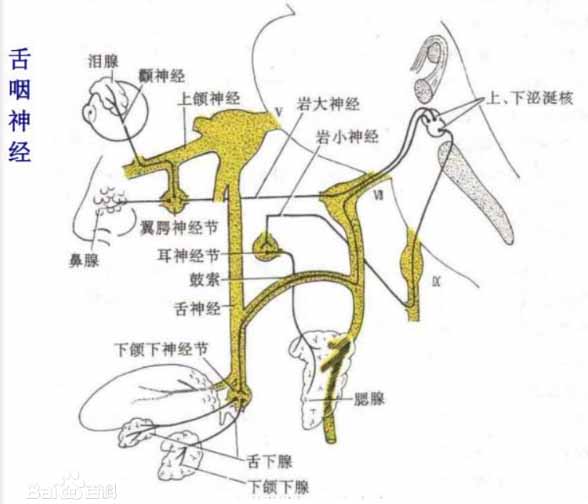 舌咽神经
泪腺
颧神经
上颌神经
V
岩大神经
岩小神经
上、下泌涎核
Ⅶ
翼腭神经节
鼻腺
耳神经节
鼓索
舌神经
Ⅸ
下颌下神经节
腮腺
舌下腺
下颌下腺
Bai百科